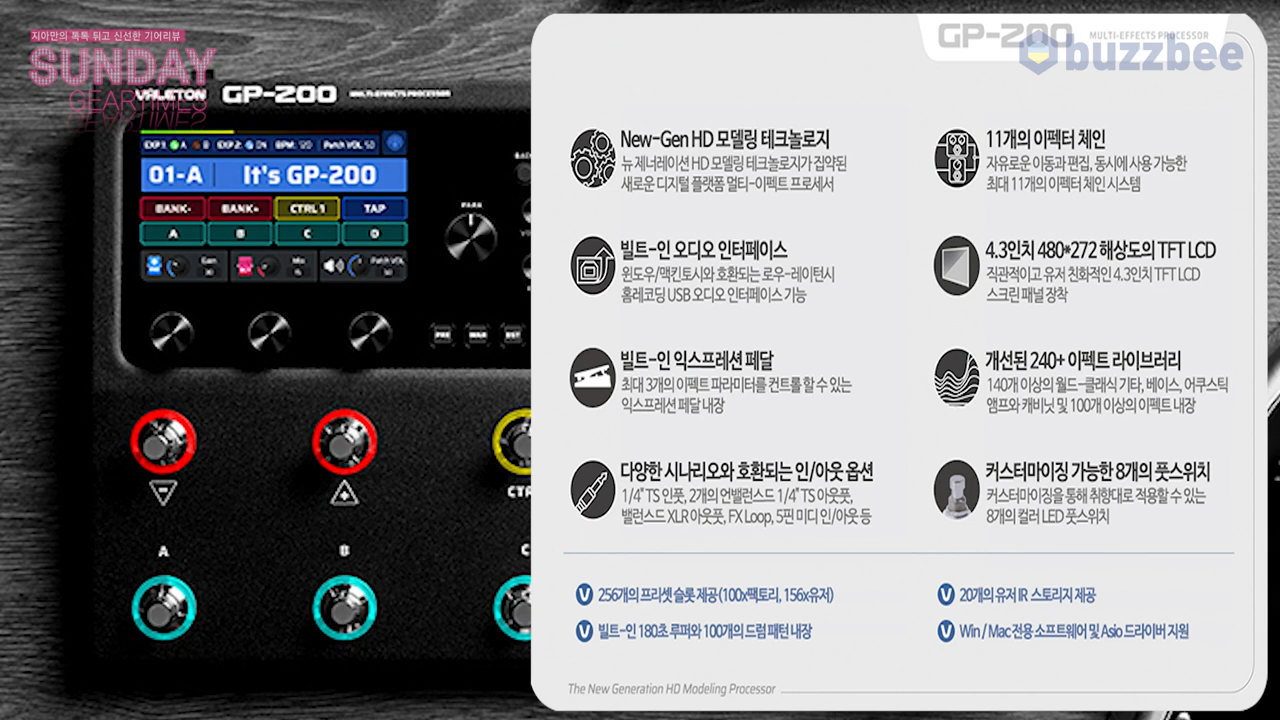 지아만의 톡톡 튀고 신선한 기어리뷰
SUNDAY
GEARTIMES
VALETON GP-200 MULTI-EFFECTS PROCESSOR
EXP 1 A B EXP 2 ON BPM: 120 Patch VOL 50
01-A It's GP-200
BANK- BANK+ CTRL 1 TAP
A B C D
Gain Mix Patch VOL
PARA
A B C
GP-200 MULTI-EFFECTS PROCESSOR
buzzbee
New-Gen HD 모델링 테크놀로지
뉴 제너레이션 HD 모델링 테크놀로지가 집약된
새로운 디지털 플랫폼 멀티-이펙트 프로세서
11개의 이펙터 체인
자유로운 이동과 편집, 동시에 사용 가능한
최대 11개의 이펙터 체인 시스템
빌트-인 오디오 인터페이스
윈도우/맥킨토시와 호환되는 로우-레이턴시
홈레코딩 USB 오디오 인터페이스 기능
4.3인치 480*272 해상도의 TFT LCD
직관적이고 유저 친화적인 4.3인치 TFT LCD
스크린 패널 장착
빌트-인 익스프레션 페달
최대 3개의 이펙트 파라미터를 컨트롤 할 수 있는
익스프레션 페달 내장
개선된 240+ 이펙트 라이브러리
140개 이상의 월드-클래식 기타, 베이스, 어쿠스틱
앰프와 캐비닛 및 100개 이상의 이펙트 내장
다양한 시나리오와 호환되는 인/아웃 옵션
1/4" TS 인풋, 2개의 언밸런스드 1/4" TS 아웃풋,
밸런스드 XLR 아웃풋, FX Loop, 5핀 미디 인/아웃 등
커스터마이징 가능한 8개의 풋스위치
커스터마이징을 통해 취향대로 적용할 수 있는
8개의 컬러 LED 풋스위치
256개의 프리셋 슬롯 제공 (100x팩토리, 156x유저)
20개의 유저 IR 스토리지 제공
빌트-인 180초 루퍼와 100개의 드럼 패턴 내장
Win / Mac 전용 소프트웨어 및 Asio 드라이버 지원
The New Generation HD Modeling Processor